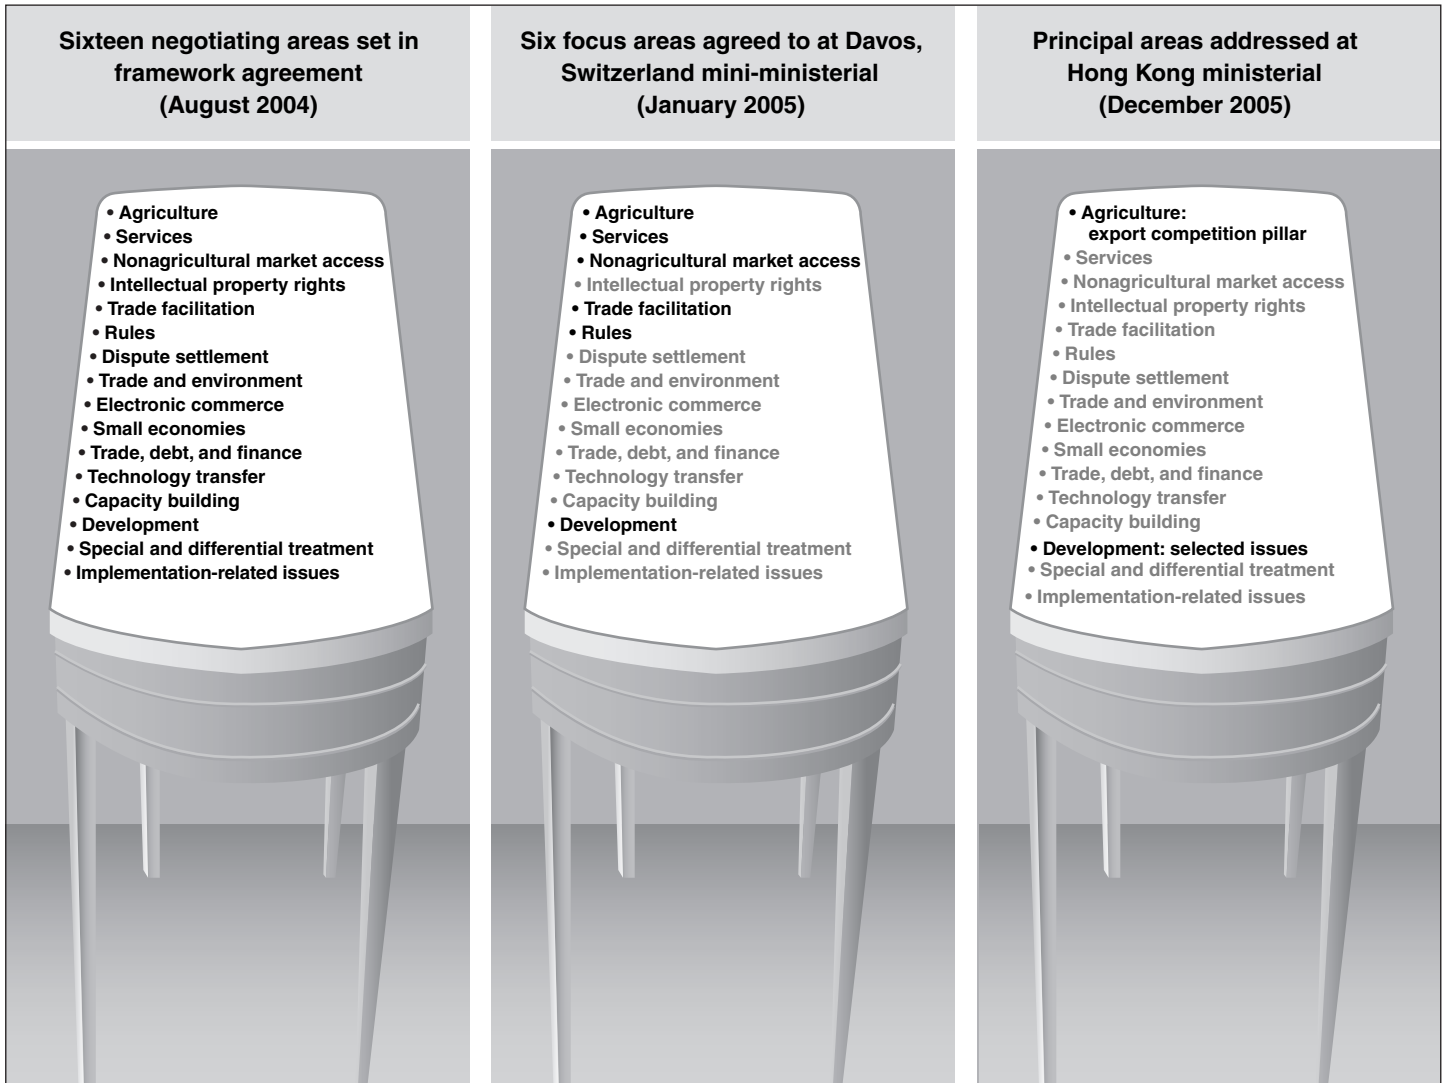 Sixteen negotiating areas set in
framework agreement
(August 2004)
• Agriculture
• Services
• Nonagricultural market access
• Intellectual property rights
• Trade facilitation
• Rules
• Dispute settlement
• Trade and environment
• Electronic commerce
• Small economies
• Trade, debt, and finance
• Technology transfer
• Capacity building
• Development
• Special and differential treatment
• Implementation-related issues
Six focus areas agreed to at Davos,
Switzerland mini-ministerial
(January 2005)
• Agriculture
• Services
• Nonagricultural market access
• Intellectual property rights
• Trade facilitation
• Rules
• Dispute settlement
• Trade and environment
• Electronic commerce
• Small economies
• Trade, debt, and finance
• Technology transfer
• Capacity building
• Development
• Special and differential treatment
• Implementation-related issues
Principal areas addressed at
Hong Kong ministerial
(December 2005)
• Agriculture:
export competition pillar
• Services
• Nonagricultural market access
• Intellectual property rights
• Trade facilitation
• Rules
• Dispute settlement
• Trade and environment
• Electronic commerce
• Small economies
• Trade, debt, and finance
• Technology transfer
• Capacity building
• Development: selected issues
• Special and differential treatment
• Implementation-related issues